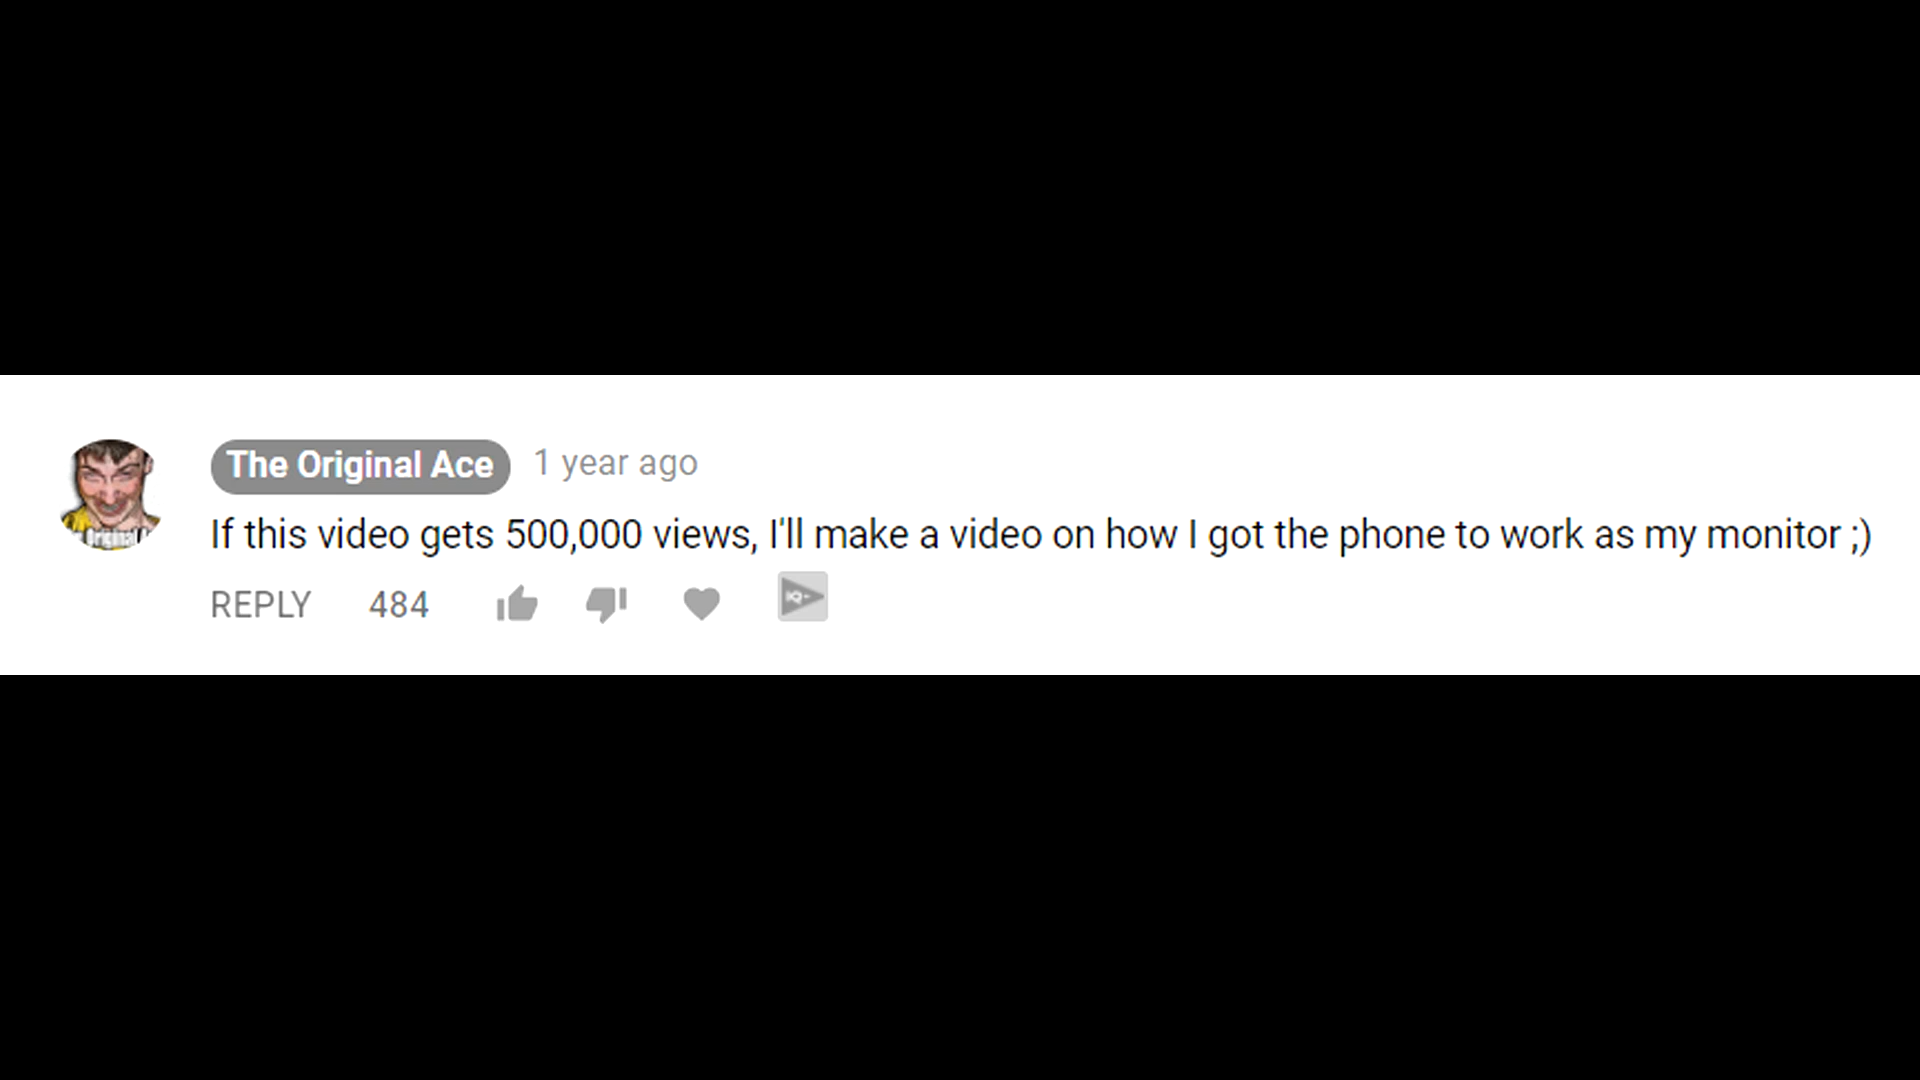 The Original Ace 1 year ago
If this video gets 500,000 views, I'll make a video on how I got the phone to work as my monitor ;)
REPLY 484